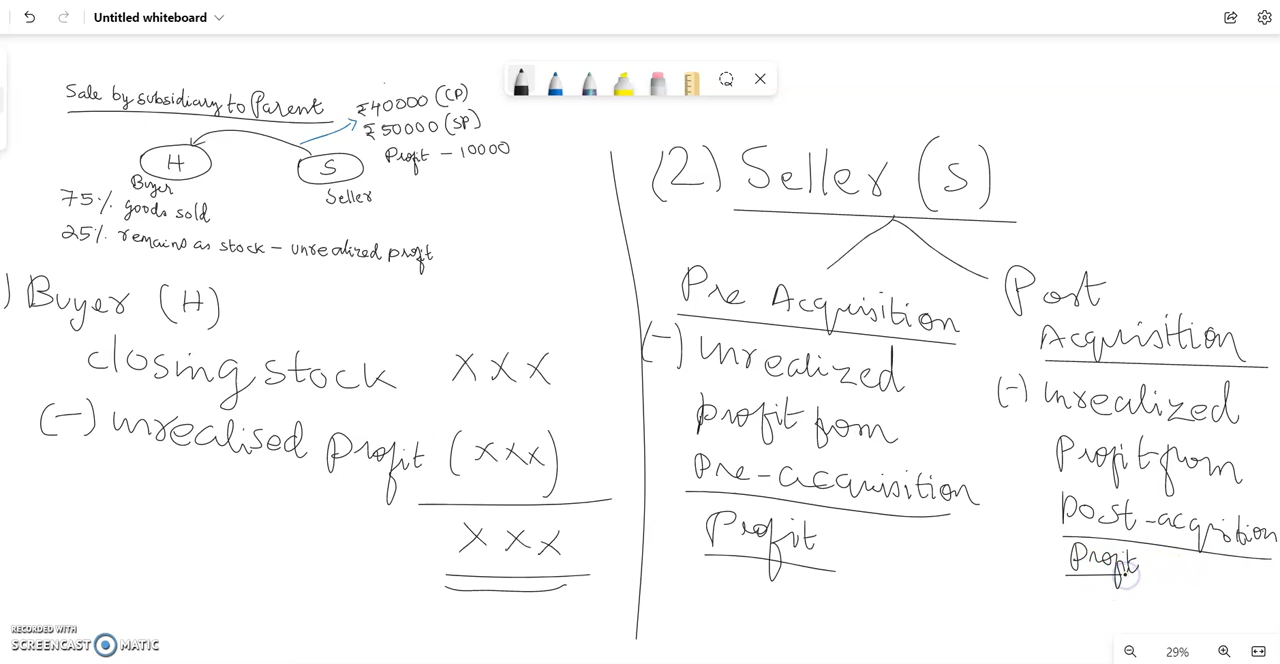 Untitled whiteboard
Sale by subsidiary to Parent
₹40000 (CP)
₹50000 (SP)
Profit - 10000
H
S
Buyer
Seller
75% goods sold
25% remains as stock - unrealized profit
) Buyer (H)
closing stock XXX
(-) unrealised profit (XXX)
XXX
(2) Seller (S)
Pre Acquisition
(-) unrealized
profit from
Pre-acquisition
Profit
Post
Acquisition
(-) unrealized
Profit from
post-acqistion
Profit
RECORDED WITH
SCREENCAST MATIC
29%